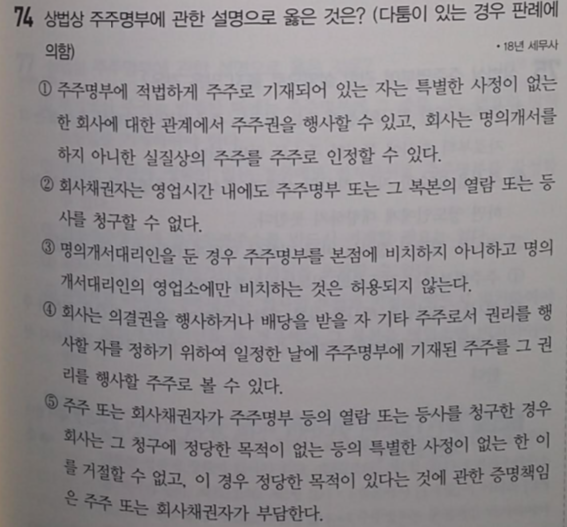 74 상법상 주주명부에 관한 설명으로 옳은 것은? (다툼이 있는 경우 판례에
의함)
• 18년 세무사
① 주주명부에 적법하게 주주로 기재되어 있는 자는 특별한 사정이 없는
한 회사에 대한 관계에서 주주권을 행사할 수 있고, 회사는 명의개서를
하지 아니한 실질상의 주주를 주주로 인정할 수 있다.
② 회사채권자는 영업시간 내에도 주주명부 또는 그 복본의 열람 또는 등
사를 청구할 수 없다.
③ 명의개서대리인을 둔 경우 주주명부를 본점에 비치하지 아니하고 명의
개서대리인의 영업소에만 비치하는 것은 허용되지 않는다.
④ 회사는 의결권을 행사하거나 배당을 받을 자 기타 주주로서 권리를 행
사할 자를 정하기 위하여 일정한 날에 주주명부에 기재된 주주를 그 권
리를 행사할 주주로 볼 수 있다.
⑤ 주주 또는 회사채권자가 주주명부 등의 열람 또는 등사를 청구한 경우
회사는 그 청구에 정당한 목적이 없는 등의 특별한 사정이 없는 한 이
를 거절할 수 없고, 이 경우 정당한 목적이 있다는 것에 관한 증명책임
은 주주 또는 회사채권자가 부담한다.